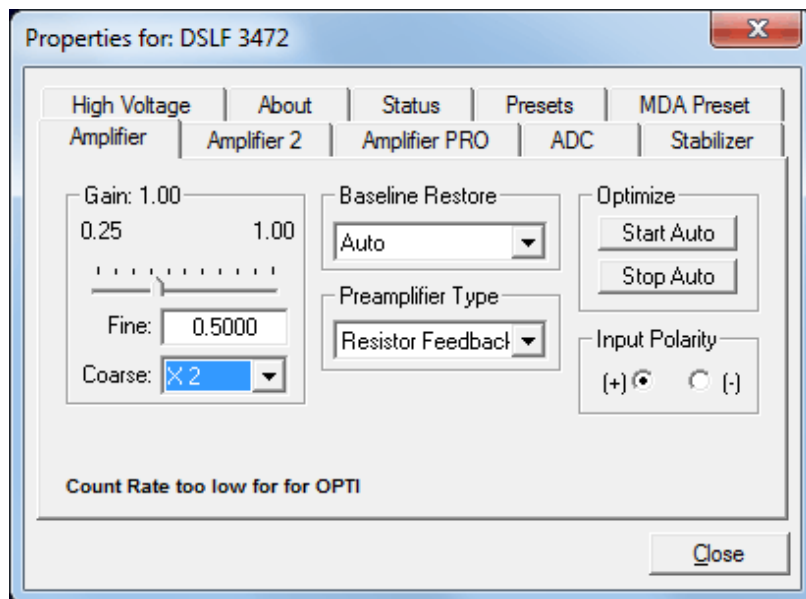 Properties for: DSLF 3472
High Voltage About Status Presets MDA Preset
Amplifier Amplifier 2 Amplifier PRO ADC Stabilizer
Gain: 1.00
0.25 1.00
Fine: 0.5000
Coarse: X 2
Baseline Restore
Auto
Preamplifier Type
Resistor Feedback
Optimize
Start Auto
Stop Auto
Input Polarity
(+) (-)
Count Rate too low for for OPTI
Close